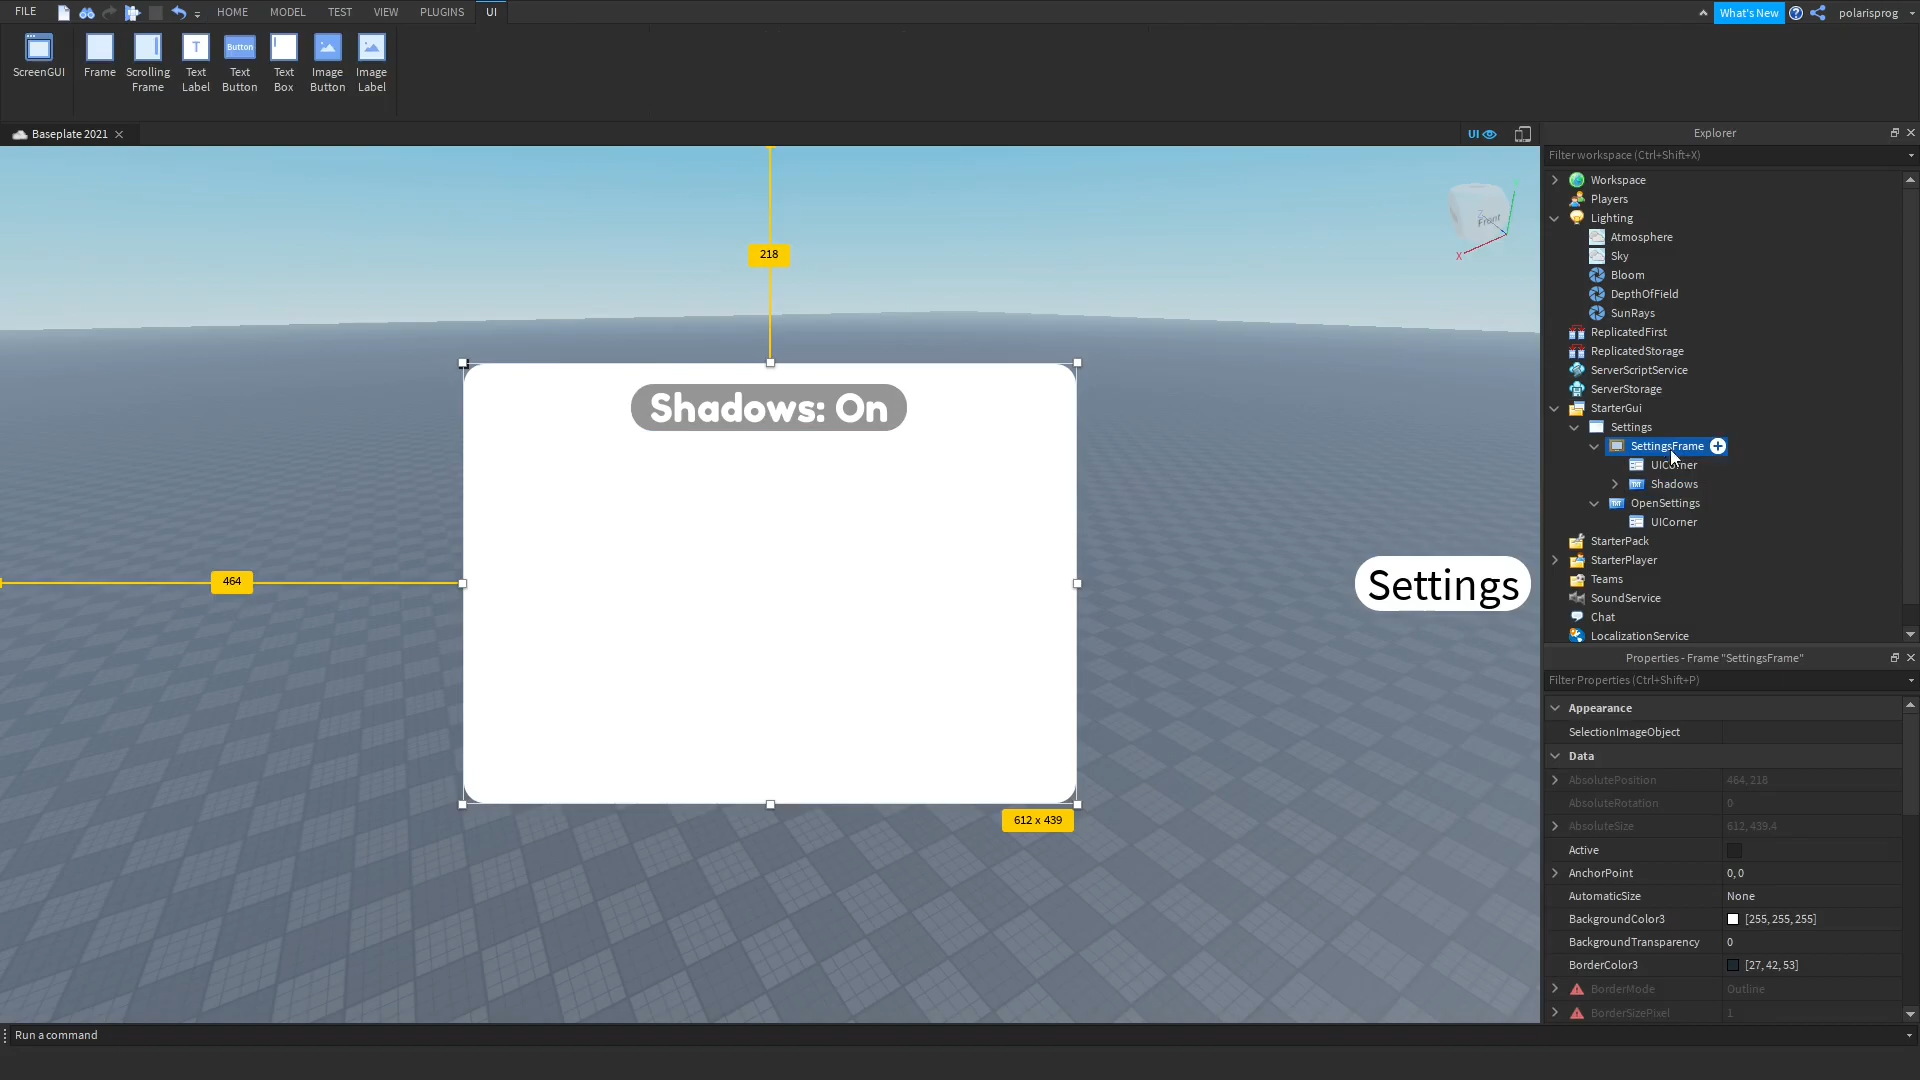 FILE
HOME
MODEL
TEST
VIEW
PLUGINS
UI
What's New
polarisprog
ScreenGUI
Frame
Scrolling
Frame
T
Text
Label
Button
Text
Button
Text
Box
Image
Button
Image
Label
Baseplate 2021
UI
218
464
612 x 439
Shadows: On
Settings
Front
X
Explorer
Filter workspace (Ctrl+Shift+X)
Workspace
Players
Lighting
Atmosphere
Sky
Bloom
DepthOfField
SunRays
ReplicatedFirst
ReplicatedStorage
ServerScriptService
ServerStorage
StarterGui
Settings
SettingsFrame
UICorner
Shadows
OpenSettings
UICorner
StarterPack
StarterPlayer
Teams
SoundService
Chat
LocalizationService
Properties - Frame "SettingsFrame"
Filter Properties (Ctrl+Shift+P)
Appearance
SelectionImageObject
Data
AbsolutePosition 464, 218
AbsoluteRotation 0
AbsoluteSize 612, 439.4
Active
AnchorPoint 0, 0
AutomaticSize None
BackgroundColor3 [255, 255, 255]
BackgroundTransparency 0
BorderColor3 [27, 42, 53]
BorderMode Outline
BorderSizePixel 1
Run a command